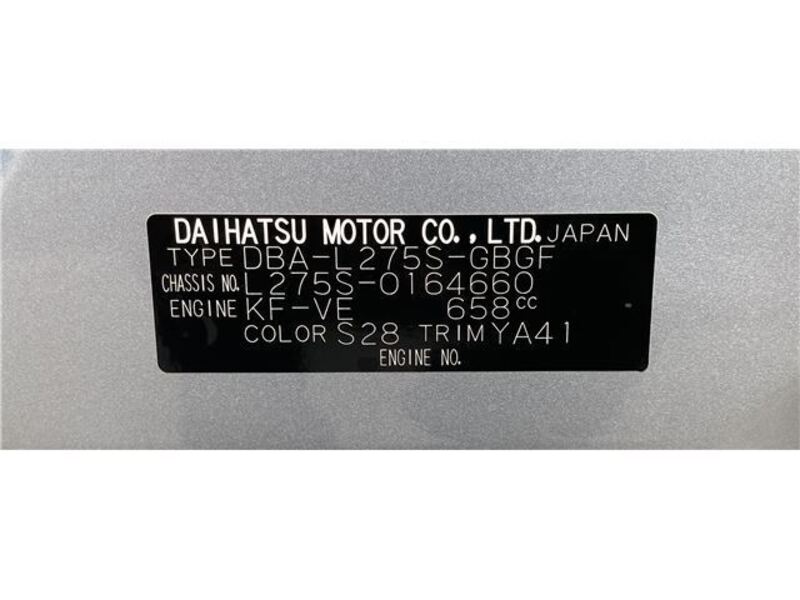 DAIHATSU MOTOR CO.,LTD. JAPAN
TYPE DBA-L275S-GBGF
CHASSIS NO. L275S-0164660
ENGINE KF-VE 658cc
COLOR S28 TRIM YA41
ENGINE NO.